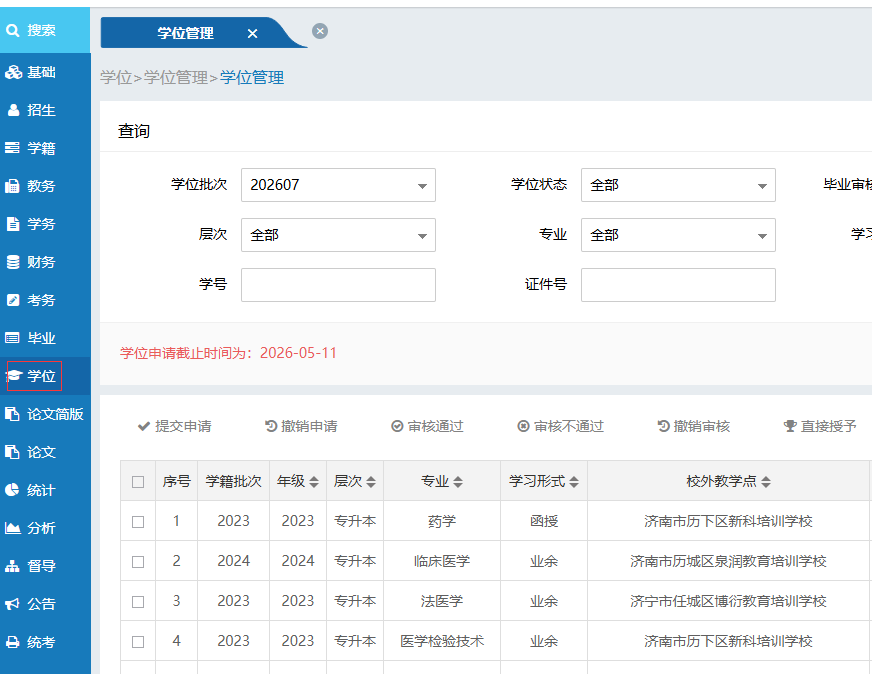 搜索
基础
招生
学籍
教务
学务
财务
考务
毕业
学位
论文简版
论文
统计
分析
督导
公告
统考
学位管理
学位>学位管理>学位管理
查询
学位批次 202607 学位状态 全部 毕业审核
层次 全部 专业 全部 学习
学号 证件号
学位申请截止时间为：2026-05-11
提交申请 撤销申请 审核通过 审核不通过 撤销审核 直接授予
序号 学籍批次 年级 层次 专业 学习形式 校外教学点
1 2023 2023 专升本 药学 函授 济南市历下区新科培训学校
2 2024 2024 专升本 临床医学 业余 济南市历城区泉润教育培训学校
3 2023 2023 专升本 法医学 业余 济宁市任城区博衍教育培训学校
4 2023 2023 专升本 医学检验技术 业余 济南市历下区新科培训学校